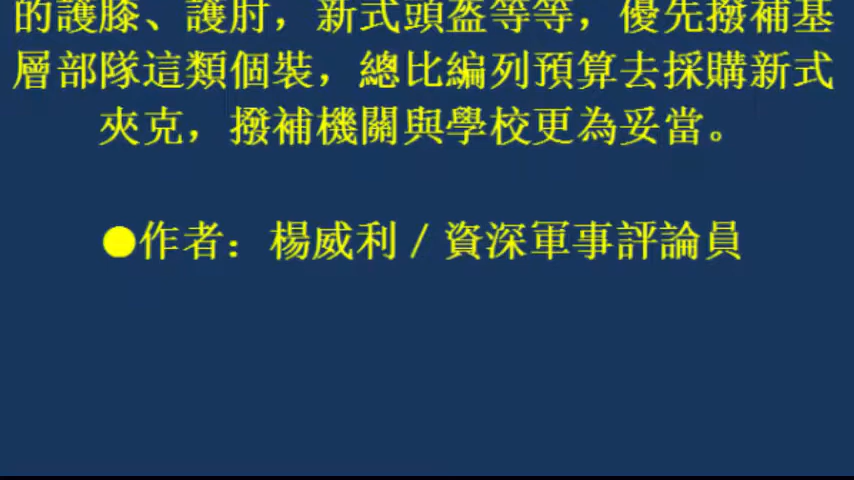 的護膝、護肘，新式頭盔等等，優先撥補基
層部隊這類個裝，總比編列預算去採購新式
夾克，撥補機關與學校更為妥當。
●作者：楊威利／資深軍事評論員